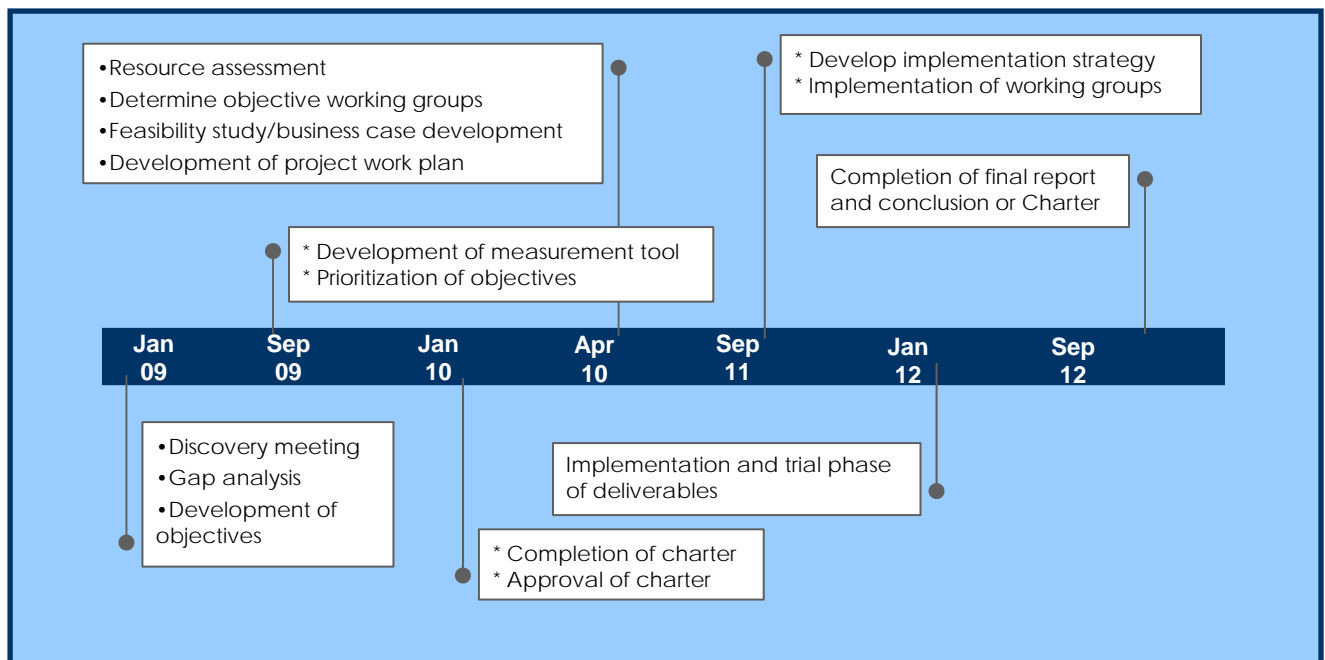 •Resource assessment
•Determine objective working groups
•Feasibility study/business case development
•Development of project work plan
* Develop implementation strategy
* Implementation of working groups
Completion of final report
and conclusion or Charter
* Development of measurement tool
* Prioritization of objectives
Jan
09
Sep
09
Jan
10
Apr
10
Sep
11
Jan
12
Sep
12
•Discovery meeting
•Gap analysis
•Development of
objectives
Implementation and trial phase
of deliverables
* Completion of charter
* Approval of charter